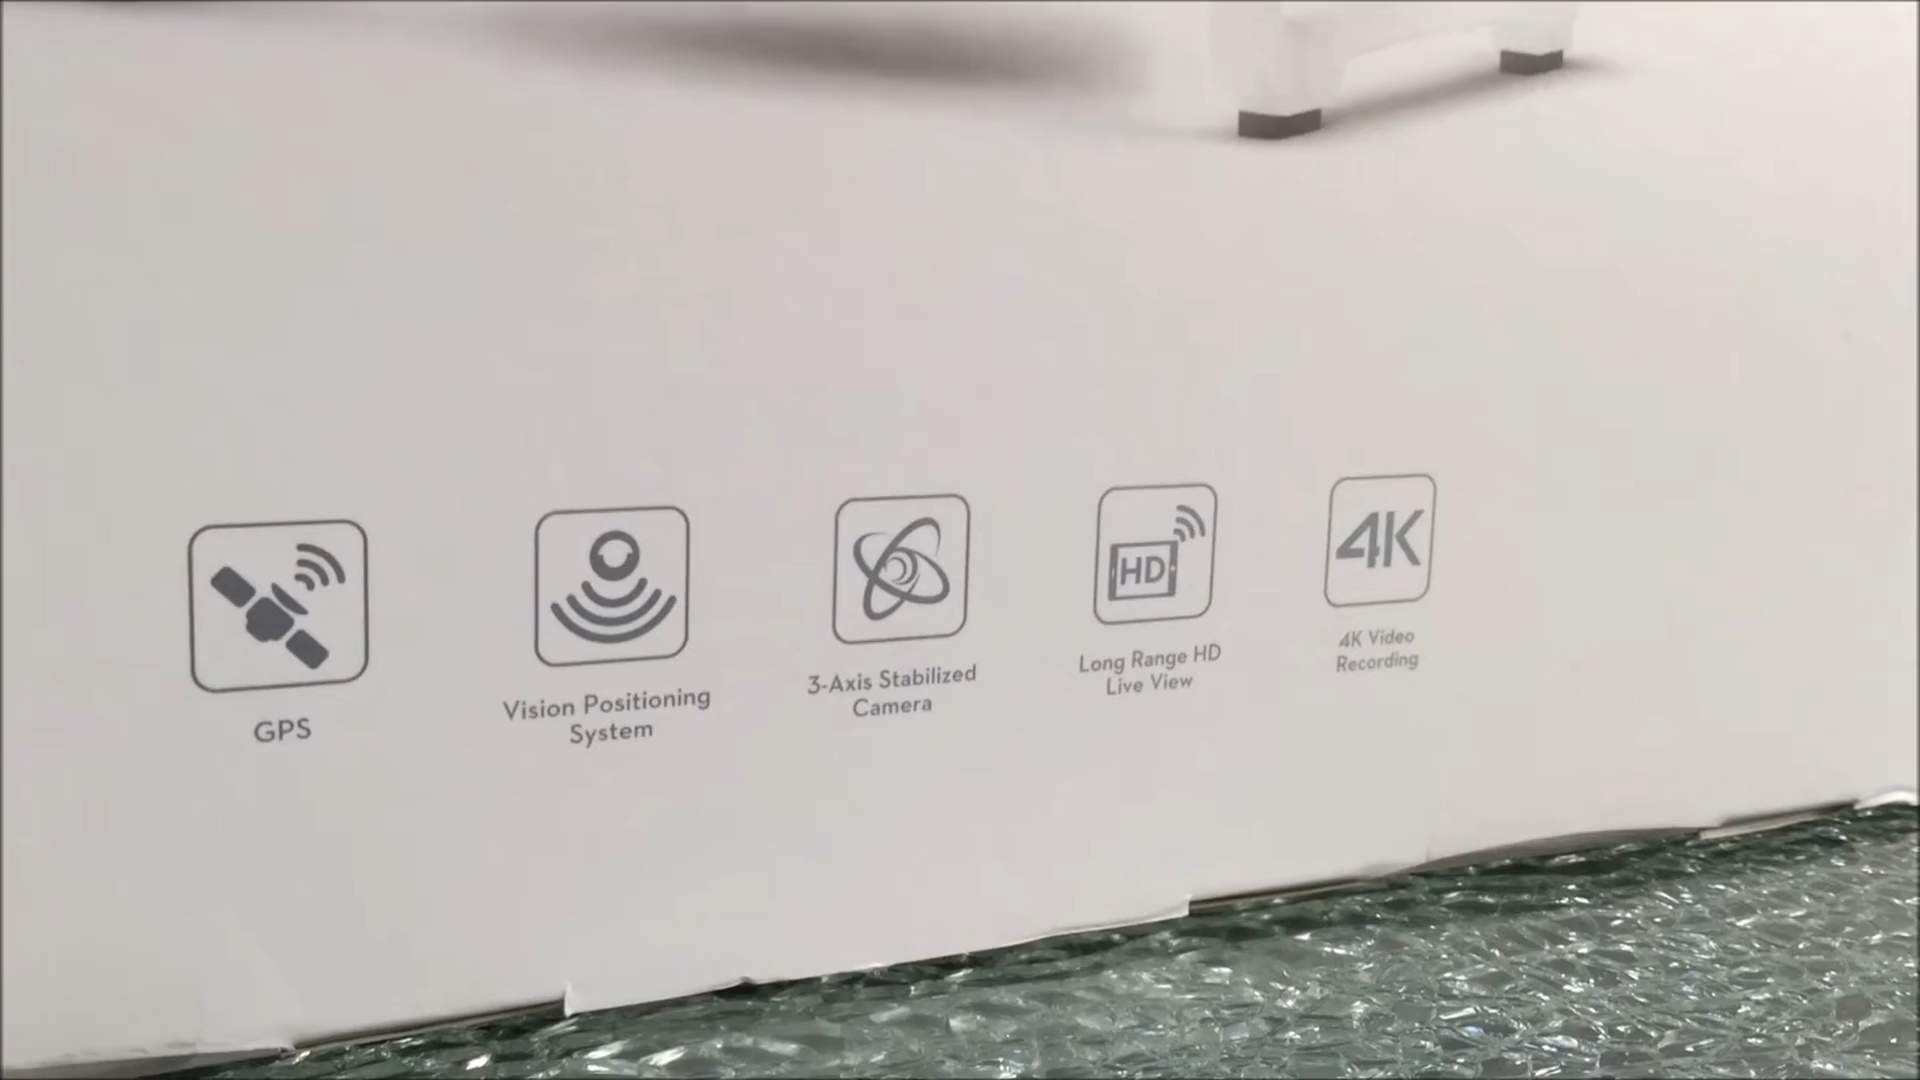 HD
4K
GPS
Vision Positioning
System
3-Axis Stabilized
Camera
Long Range HD
Live View
4K Video
Recording